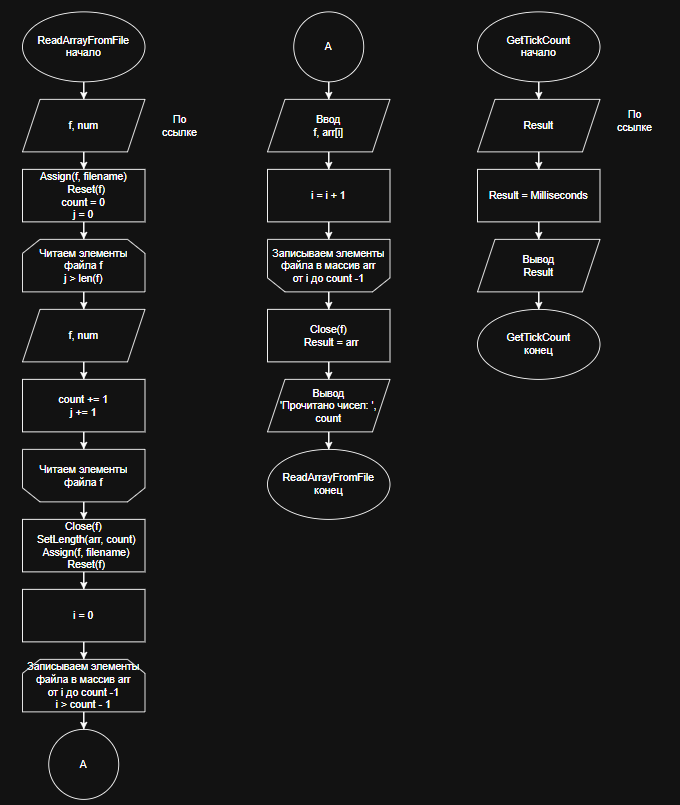 ReadArrayFromFile
начало
f, num
По
ссылке
Assign(f, filename)
Reset(f)
count = 0
j = 0
Читаем элементы
файла f
j > len(f)
f, num
count += 1
j += 1
Читаем элементы
файла f
Close(f)
SetLength(arr, count)
Assign(f, filename)
Reset(f)
i = 0
Записываем элементы
файла в массив arr
от i до count -1
i > count - 1
A
A
Ввод
f, arr[i]
i = i + 1
Записываем элементы
файла в массив arr
от i до count -1
Close(f)
Result = arr
Вывод
'Прочитано чисел: ',
count
ReadArrayFromFile
конец
GetTickCount
начало
Result
По
ссылке
Result = Milliseconds
Вывод
Result
GetTickCount
конец